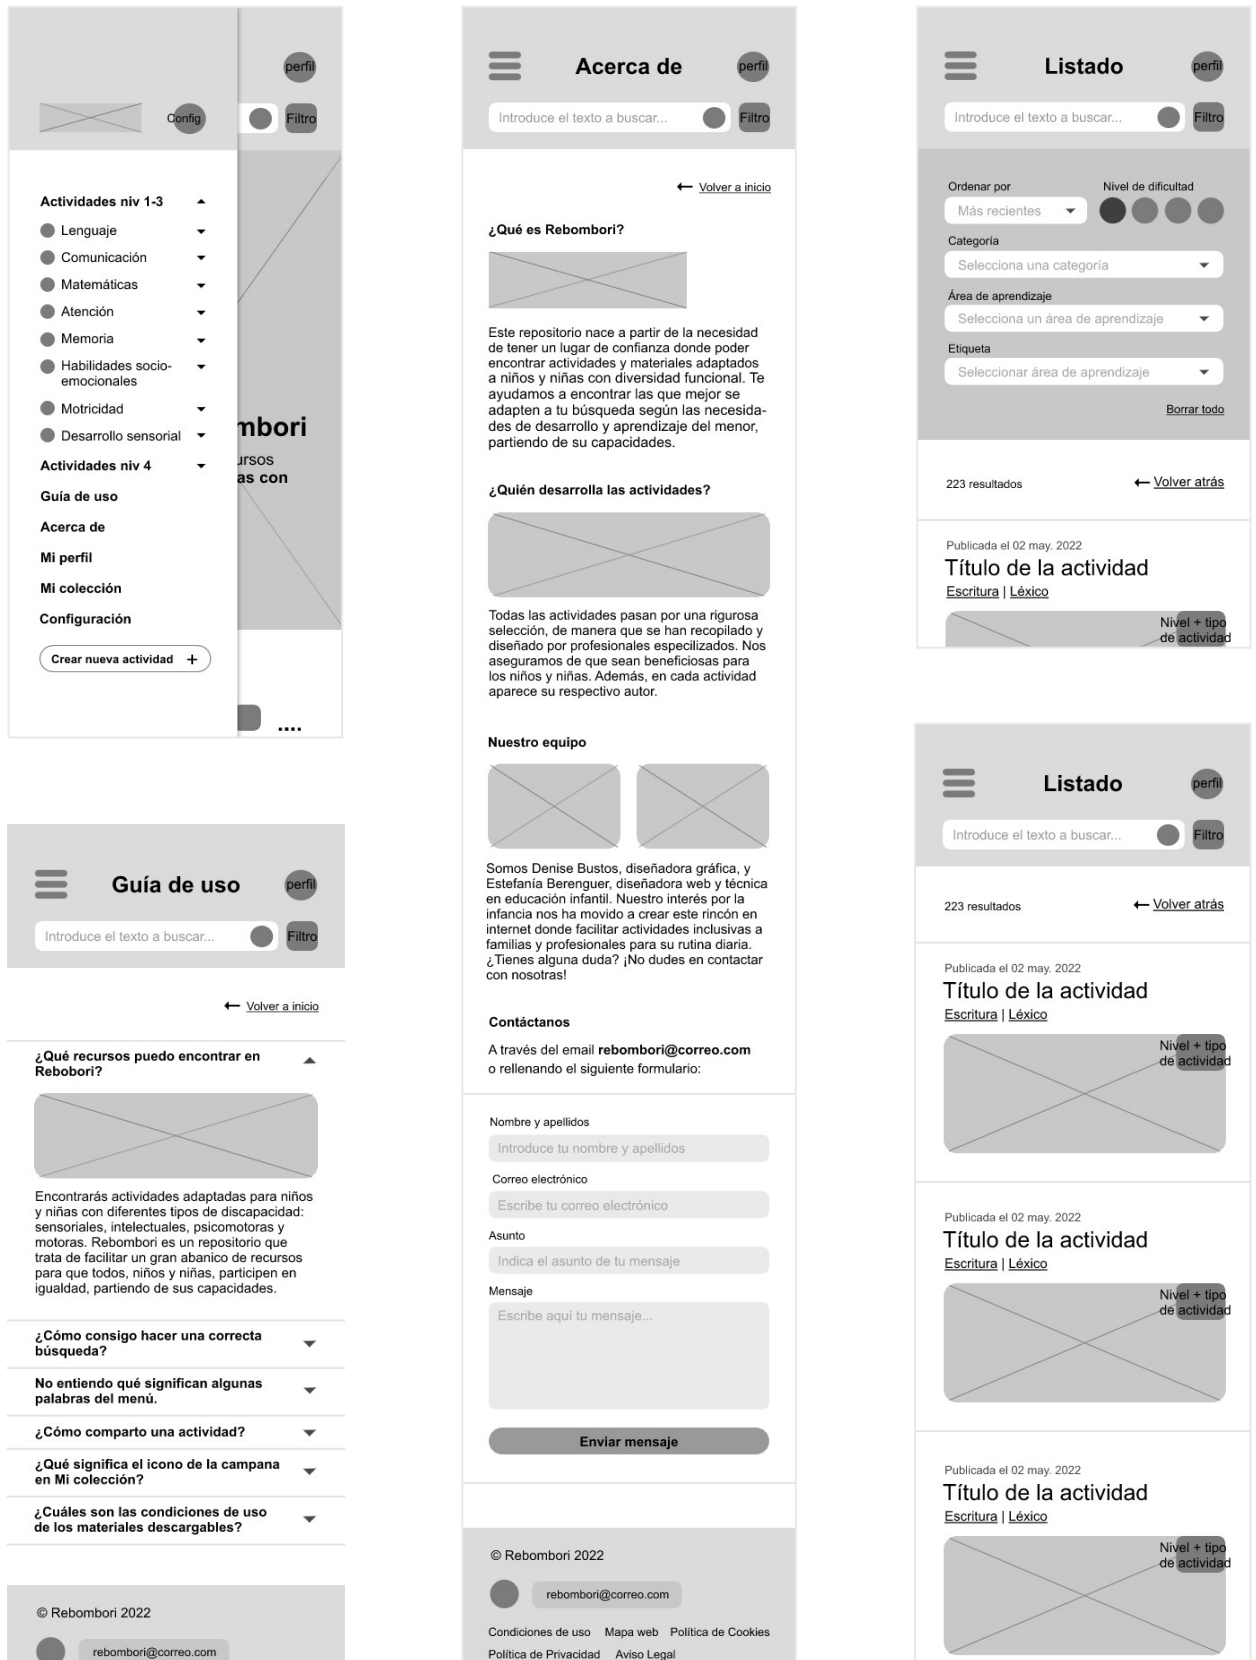 perfil
Config
Filtro
Actividades niv 1-3
Lenguaje
Comunicación
Matemáticas
Atención
Memoria
Habilidades socio-
emocionales
Motricidad
Desarrollo sensorial
Actividades niv 4
Guía de uso
Acerca de
Mi perfil
Mi colección
Configuración
Crear nueva actividad +
mbori
ursos
as con
....
Guía de uso
perfil
Introduce el texto a buscar...
Filtro
Volver a inicio
¿Qué recursos puedo encontrar en
Rebobori?
Encontrarás actividades adaptadas para niños
y niñas con diferentes tipos de discapacidad:
sensoriales, intelectuales, psicomotoras y
motoras. Rebombori es un repositorio que
trata de facilitar un gran abanico de recursos
para que todos, niños y niñas, participen en
igualdad, partiendo de sus capacidades.
¿Cómo consigo hacer una correcta
búsqueda?
No entiendo qué significan algunas
palabras del menú.
¿Cómo comparto una actividad?
¿Qué significa el icono de la campana
en Mi colección?
¿Cuáles son las condiciones de uso
de los materiales descargables?
© Rebombori 2022
rebombori@correo.com
Acerca de
perfil
Introduce el texto a buscar...
Filtro
Volver a inicio
¿Qué es Rebombori?
Este repositorio nace a partir de la necesidad
de tener un lugar de confianza donde poder
encontrar actividades y materiales adaptados
a niños y niñas con diversidad funcional. Te
ayudamos a encontrar las que mejor se
adapten a tu búsqueda según las necesida-
des de desarrollo y aprendizaje del menor,
partiendo de su capacidades.
¿Quién desarrolla las actividades?
Todas las actividades pasan por una rigurosa
selección, de manera que se han recopilado y
diseñado por profesionales especilizados. Nos
aseguramos de que sean beneficiosas para
los niños y niñas. Además, en cada actividad
aparece su respectivo autor.
Nuestro equipo
Somos Denise Bustos, diseñadora gráfica, y
Estefanía Berenguer, diseñadora web y técnica
en educación infantil. Nuestro interés por la
infancia nos ha movido a crear este rincón en
internet donde facilitar actividades inclusivas a
familias y profesionales para su rutina diaria.
¿Tienes alguna duda? ¡No dudes en contactar
con nosotras!
Contáctanos
A través del email rebombori@correo.com
o rellenando el siguiente formulario:
Nombre y apellidos
Introduce tu nombre y apellidos
Correo electrónico
Escribe tu correo electrónico
Asunto
Indica el asunto de tu mensaje
Mensaje
Escribe aquí tu mensaje...
Enviar mensaje
© Rebombori 2022
rebombori@correo.com
Condiciones de uso Mapa web Política de Cookies
Política de Privacidad Aviso Legal
Listado
perfil
Introduce el texto a buscar...
Filtro
Ordenar por Nivel de dificultad
Más recientes
Categoría
Selecciona una categoría
Área de aprendizaje
Selecciona un área de aprendizaje
Etiqueta
Seleccionar área de aprendizaje
Borrar todo
223 resultados Volver atrás
Publicada el 02 may. 2022
Título de la actividad
Escritura | Léxico
Nivel + tipo
de actividad
Listado
perfil
Introduce el texto a buscar...
Filtro
223 resultados Volver atrás
Publicada el 02 may. 2022
Título de la actividad
Escritura | Léxico
Nivel + tipo
de actividad
Publicada el 02 may. 2022
Título de la actividad
Escritura | Léxico
Nivel + tipo
de actividad
Publicada el 02 may. 2022
Título de la actividad
Escritura | Léxico
Nivel + tipo
de actividad